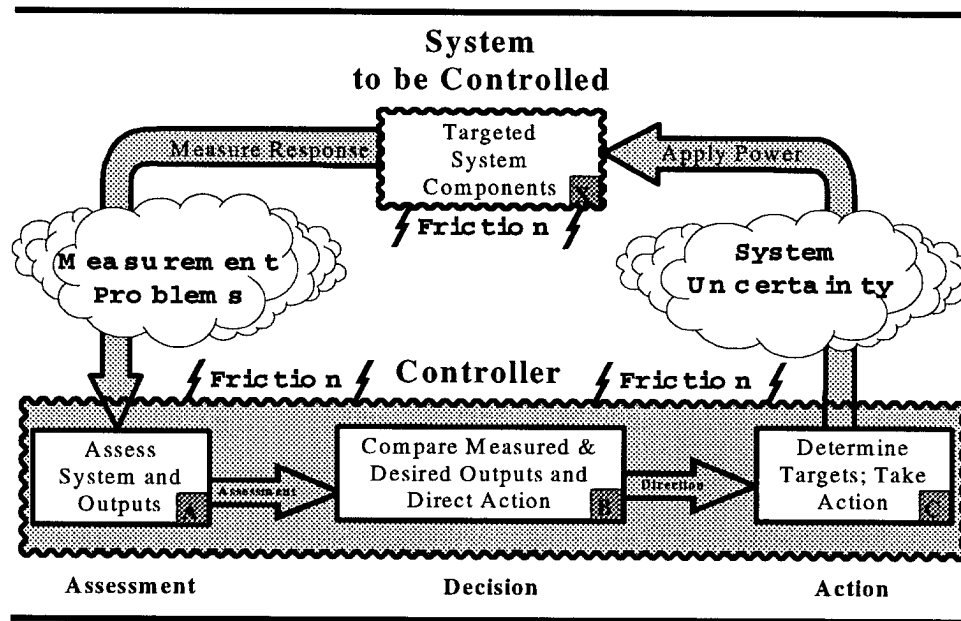 System
to be Controlled
Targeted
System
Components
X
Measure Response
Apply Power
Friction
Measurement
Problems
System
Uncertainty
Friction
Controller
Friction
Assess
System and
Outputs
A
Assessment
Compare Measured &
Desired Outputs and
Direct Action
B
Direction
Determine
Targets; Take
Action
C
Assessment
Decision
Action